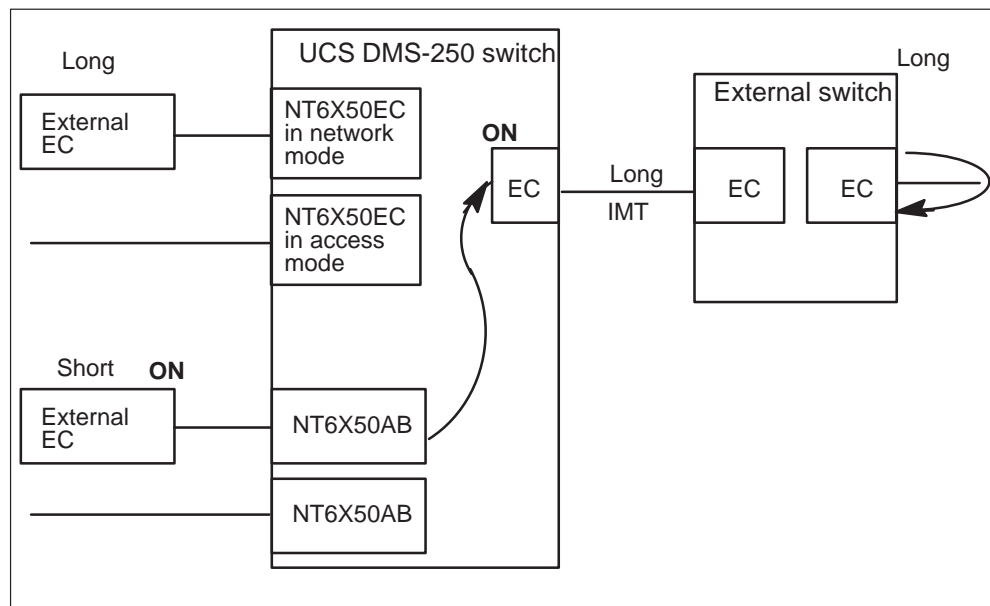 UCS DMS-250 switch
Long
Long
External switch
External
EC
NT6X50EC
in network
mode
ON
EC
Long
IMT
EC
EC
NT6X50EC
in access
mode
Short
ON
External
EC
NT6X50AB
NT6X50AB